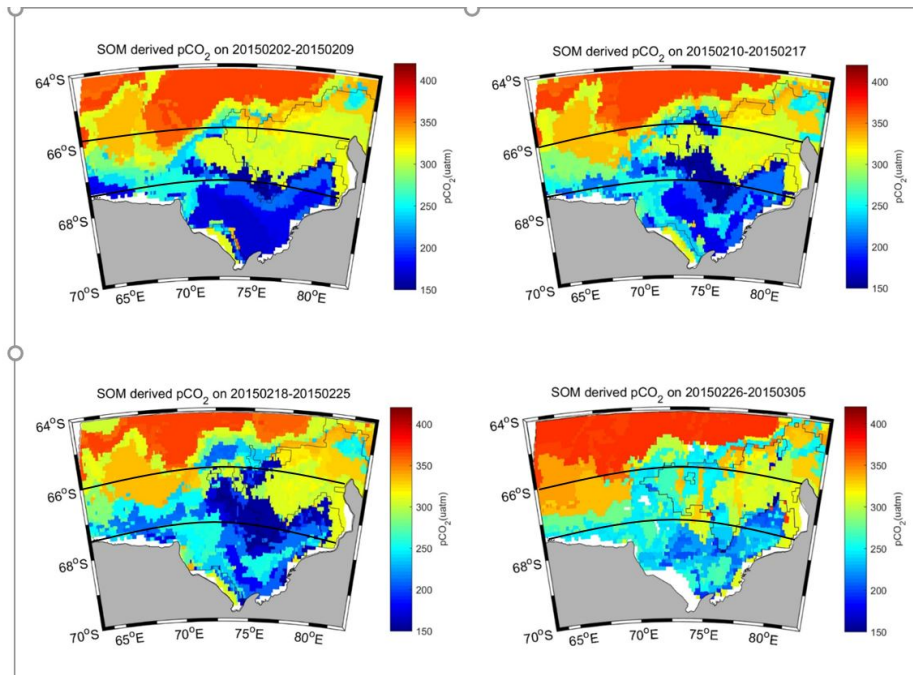 SOM derived pCO2 on 20150202-20150209
64°S
66°S
68°S
70°S
65°E
70°E
75°E
80°E
400
350
300
250
200
150
pCO2(uatm)
SOM derived pCO2 on 20150210-20150217
64°S
66°S
68°S
70°S
65°E
70°E
75°E
80°E
400
350
300
250
200
150
pCO2(uatm)
SOM derived pCO2 on 20150218-20150225
64°S
66°S
68°S
70°S
65°E
70°E
75°E
80°E
400
350
300
250
200
150
pCO2(uatm)
SOM derived pCO2 on 20150226-20150305
64°S
66°S
68°S
70°S
65°E
70°E
75°E
80°E
400
350
300
250
200
150
pCO2(uatm)